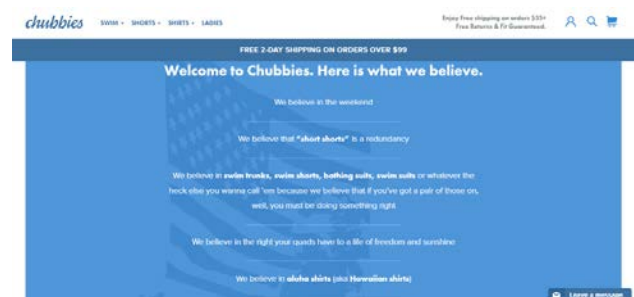 chubbies SWIM SHORTS SHIRTS LADIES
Enjoy free shipping on orders $35+
Free Returns & Fit Guaranteed.
FREE 2-DAY SHIPPING ON ORDERS OVER $99
Welcome to Chubbies. Here is what we believe.
We believe in the weekend
We believe that "short shorts" is a redundancy
We believe in swim trunks, swim shorts, bathing suits, swim suits or whatever the
heck else you wanna call 'em because we believe that if you've got a pair of those on,
well, you must be doing something right
We believe in the right your quads have to a life of freedom and sunshine
We believe in aloha shirts (aka Hawaiian shirts)
Leave a message